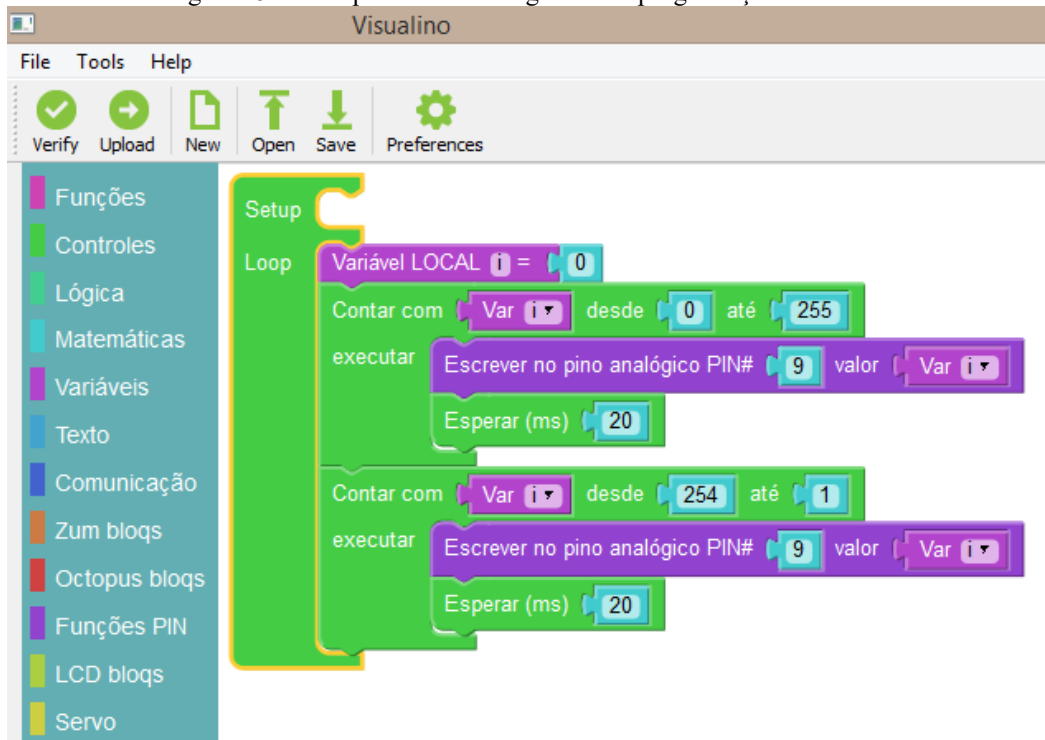 Visualino
File Tools Help
Verify Upload New Open Save Preferences
Funções
Controles
Lógica
Matemáticas
Variáveis
Texto
Comunicação
Zum bloqs
Octopus bloqs
Funções PIN
LCD bloqs
Servo
Setup
Loop
Variável LOCAL i = 0
Contar com Var i desde 0 até 255
executar Escrever no pino analógico PIN# 9 valor Var i
Esperar (ms) 20
Contar com Var i desde 254 até 1
executar Escrever no pino analógico PIN# 9 valor Var i
Esperar (ms) 20